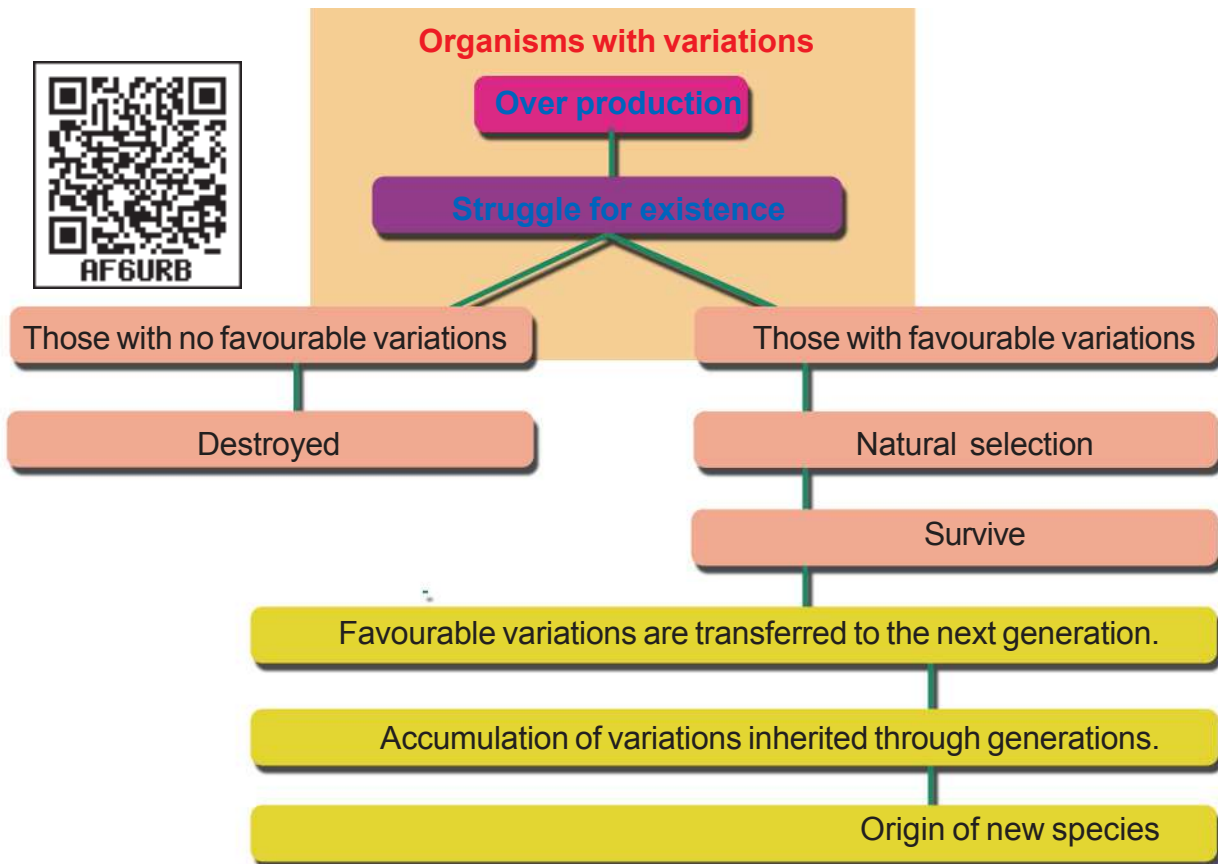 Organisms with variations
Over production
Struggle for existence
AF6URB
Those with no favourable variations
Those with favourable variations
Destroyed
Natural selection
Survive
Favourable variations are transferred to the next generation.
Accumulation of variations inherited through generations.
Origin of new species